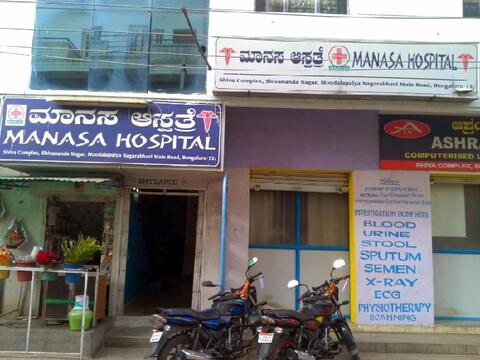 ಮಾನಸ ಆಸ್ಪತ್ರೆ
MANASA HOSPITAL
Shiva Complex, Shivananda Nagar, Moodalapalya Nagarabhavi Main Road, Bengaluru-72
ಮಾನಸ ಆಸ್ಪತ್ರೆ
MANASA HOSPITAL
Shiva Complex, Shivananda Nagar, Moodalapalya Nagarabhavi Main Road, Bengaluru-72
ENTRANCE
ASHRA
COMPUTERISED L
SHIVA COMPLEX,
INVESTIGATION DONE HERE
BLOOD
URINE
STOOL
SPUTUM
SEMEN
X-RAY
ECG
PHYSIOTHERAPY
SCANNING